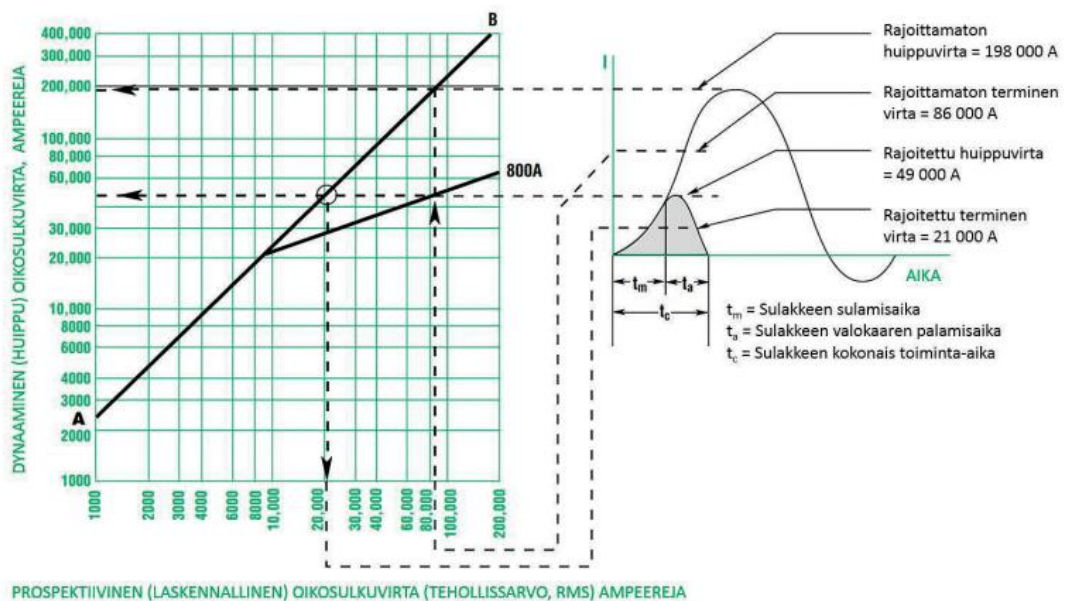 DYNAAMINEN (HUIPPU) OIKOSULKUVIRTA, AMPEEREJA
400,000
300,000
200,000
100,000
80,000
60,000
30,000
20,000
10,000
8000
6000
4000
3000
2000
1000
A
B
800A
1000
2000
3000
4000
6000
8000
10,000
20,000
30,000
40,000
60,000
80,000
100,000
200,000
PROSPEKTIIVINEN (LASKENNALLINEN) OIKOSULKUVIRTA (TEHOLLISSARVO, RMS) AMPEEREJA
I
Rajoittamaton
huippuvirta = 198 000 A
Rajoittamaton terminen
virta = 86 000 A
Rajoitettu huippuvirta
= 49 000 A
Rajoitettu terminen
virta = 21 000 A
AIKA
tm
ta
tc
tm = Sulakkeen sulamisaika
ta = Sulakkeen valokaaren palamisaika
tc = Sulakkeen kokonais toiminta-aika